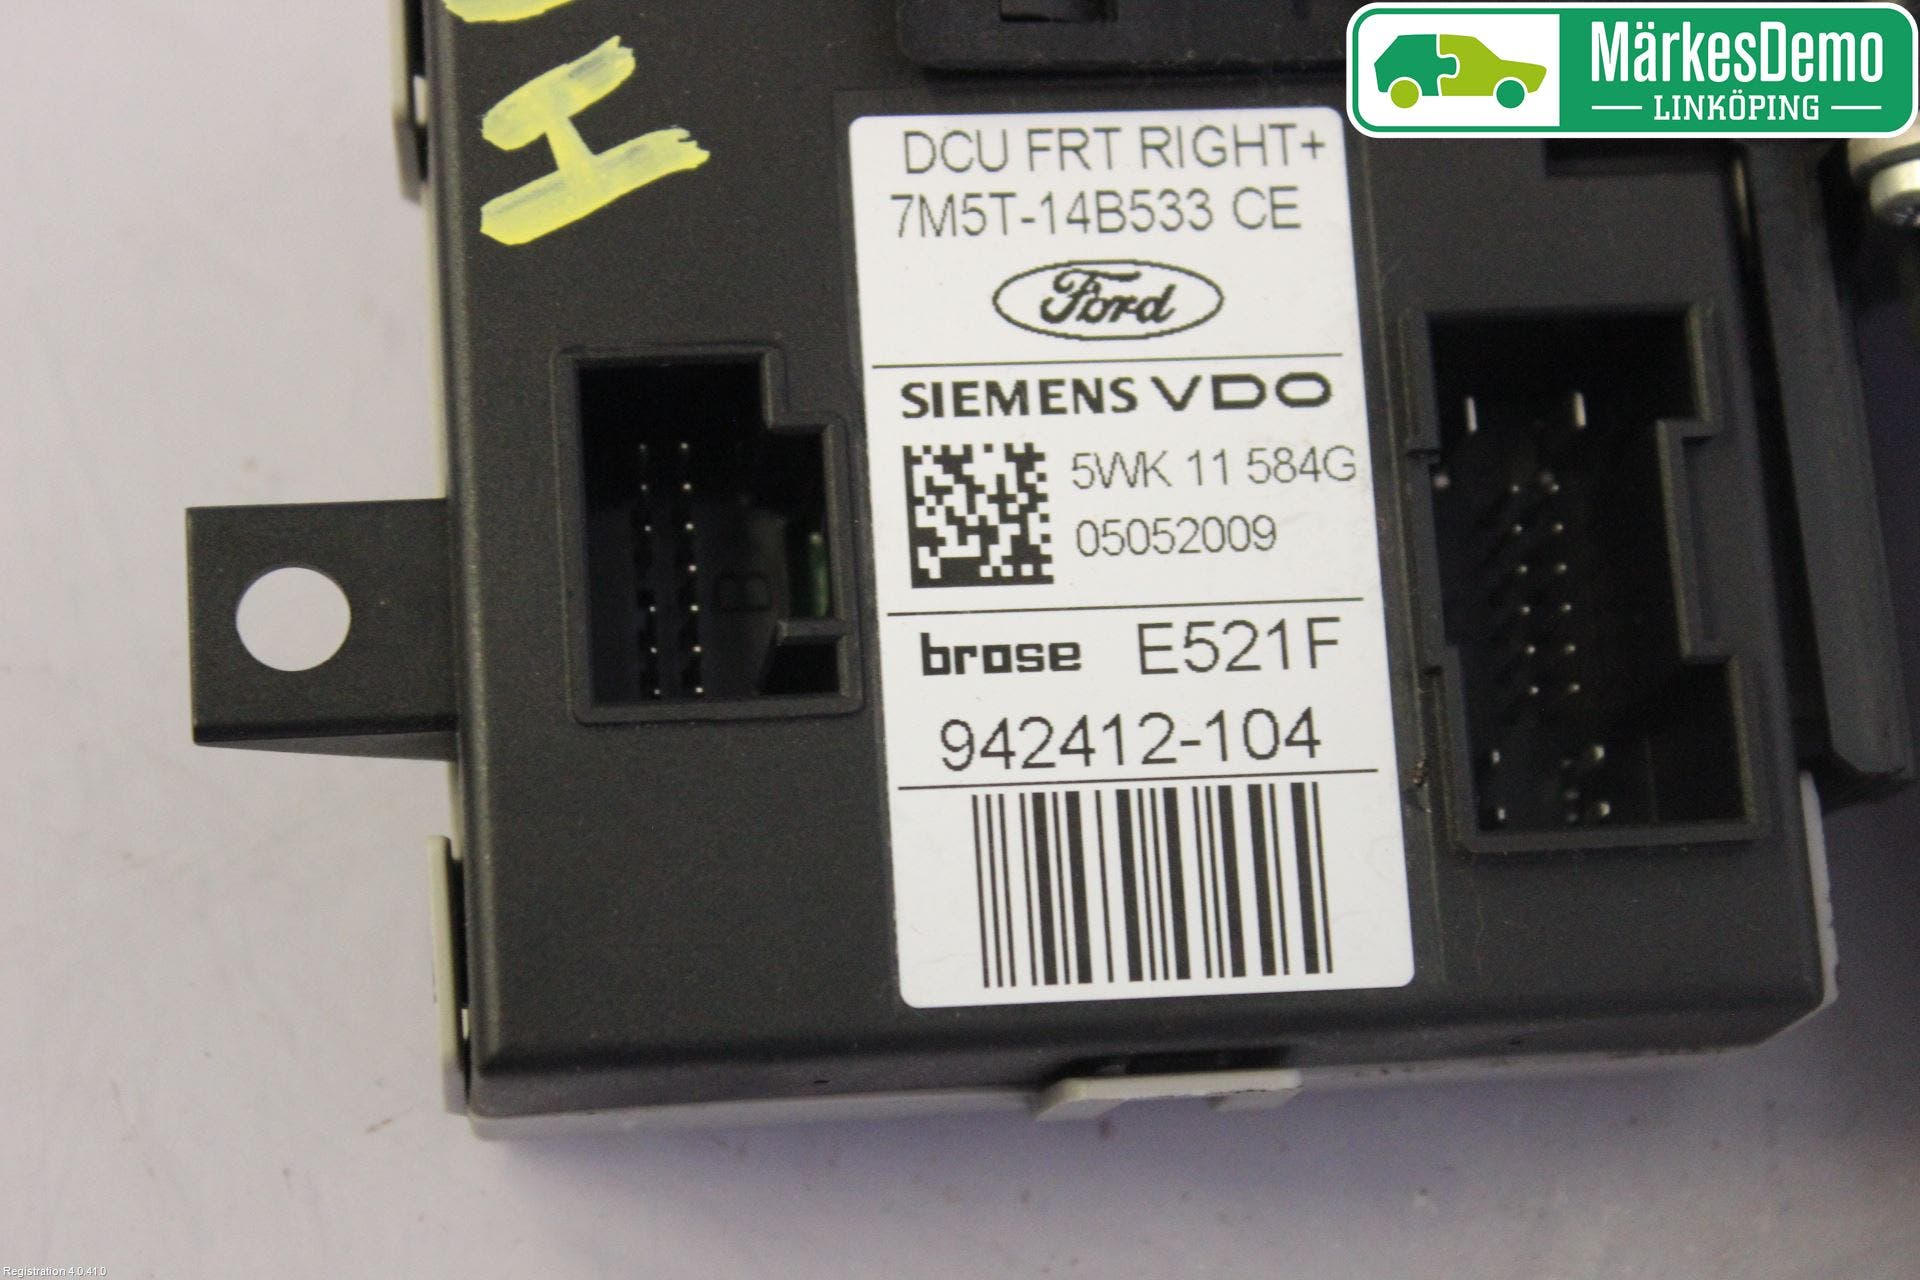 MärkesDemo
LINKÖPING
H
DCU FRT RIGHT+
7M5T-14B533 CE
Ford
SIEMENS VDO
5WK 11 584G
05052009
brose E521F
942412-104
B
Registration 4.0.41.0